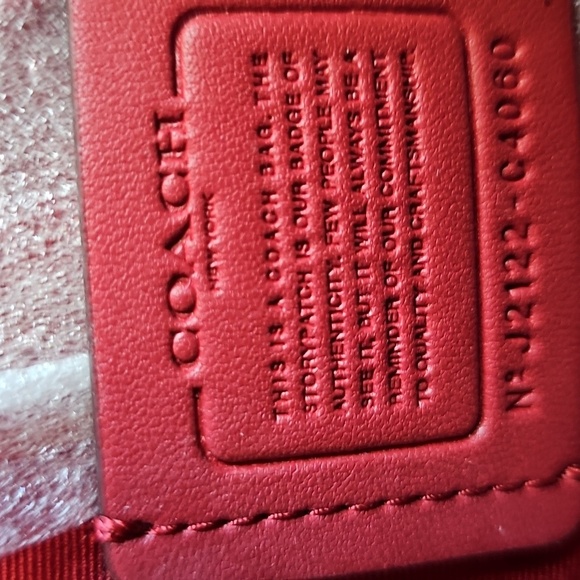 COACH
NEW YORK
THIS IS A COACH BAG. THE
STORYPATCH IS OUR BADGE OF
AUTHENTICITY. FEW PEOPLE MAY
SEE IT, BUT IT WILL ALWAYS BE A
REMINDER OF OUR COMMITMENT
TO QUALITY AND CRAFTSMANSHIP.
Nº J2122-C4060